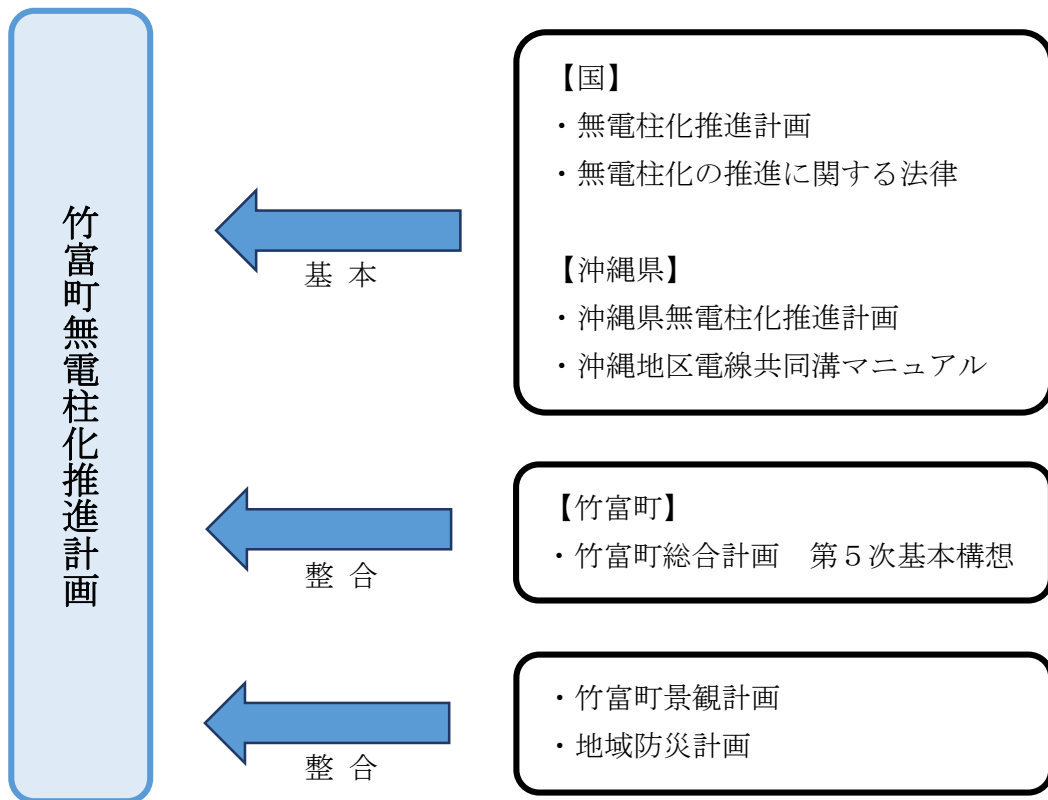 竹富町無電柱化推進計画
基 本
【国】
・無電柱化推進計画
・無電柱化の推進に関する法律
【沖縄県】
・沖縄県無電柱化推進計画
・沖縄地区電線共同溝マニュアル
整 合
【竹富町】
・竹富町総合計画　第５次基本構想
整 合
・竹富町景観計画
・地域防災計画